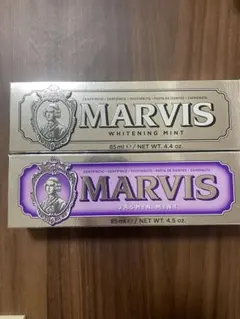 MARVIS
WHITENING MINT
85 ml e / NET WT. 4.4 oz.
MARVIS
JASMIN MINT
85 ml e / NET WT. 4.5 oz.